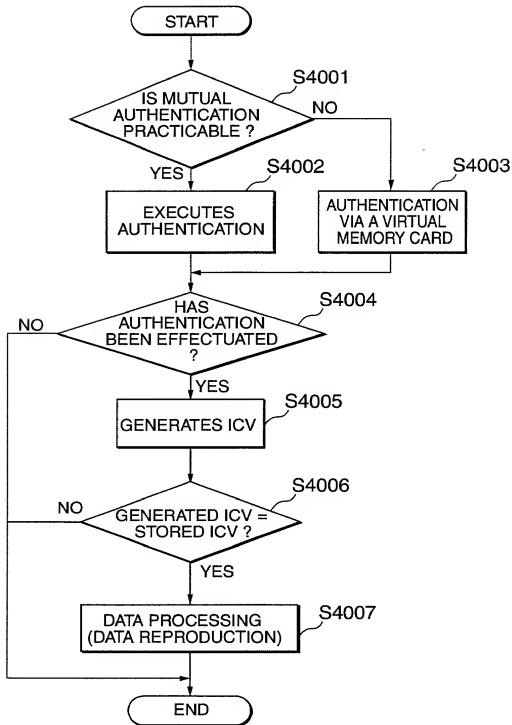 START
S4001
IS MUTUAL
AUTHENTICATION
PRACTICABLE ?
NO
YES
S4002
S4003
EXECUTES
AUTHENTICATION
AUTHENTICATION
VIA A VIRTUAL
MEMORY CARD
S4004
HAS
AUTHENTICATION
BEEN EFFECTUATED
?
NO
YES
S4005
GENERATES ICV
S4006
GENERATED ICV =
STORED ICV ?
NO
YES
S4007
DATA PROCESSING
(DATA REPRODUCTION)
END